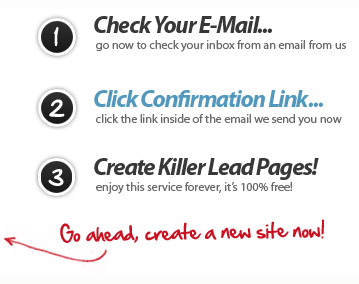 1 Check Your E-Mail...
go now to check your inbox from an email from us
2 Click Confirmation Link...
click the link inside of the email we send you now
3 Create Killer Lead Pages!
enjoy this service forever, it's 100% free!
Go ahead, create a new site now!